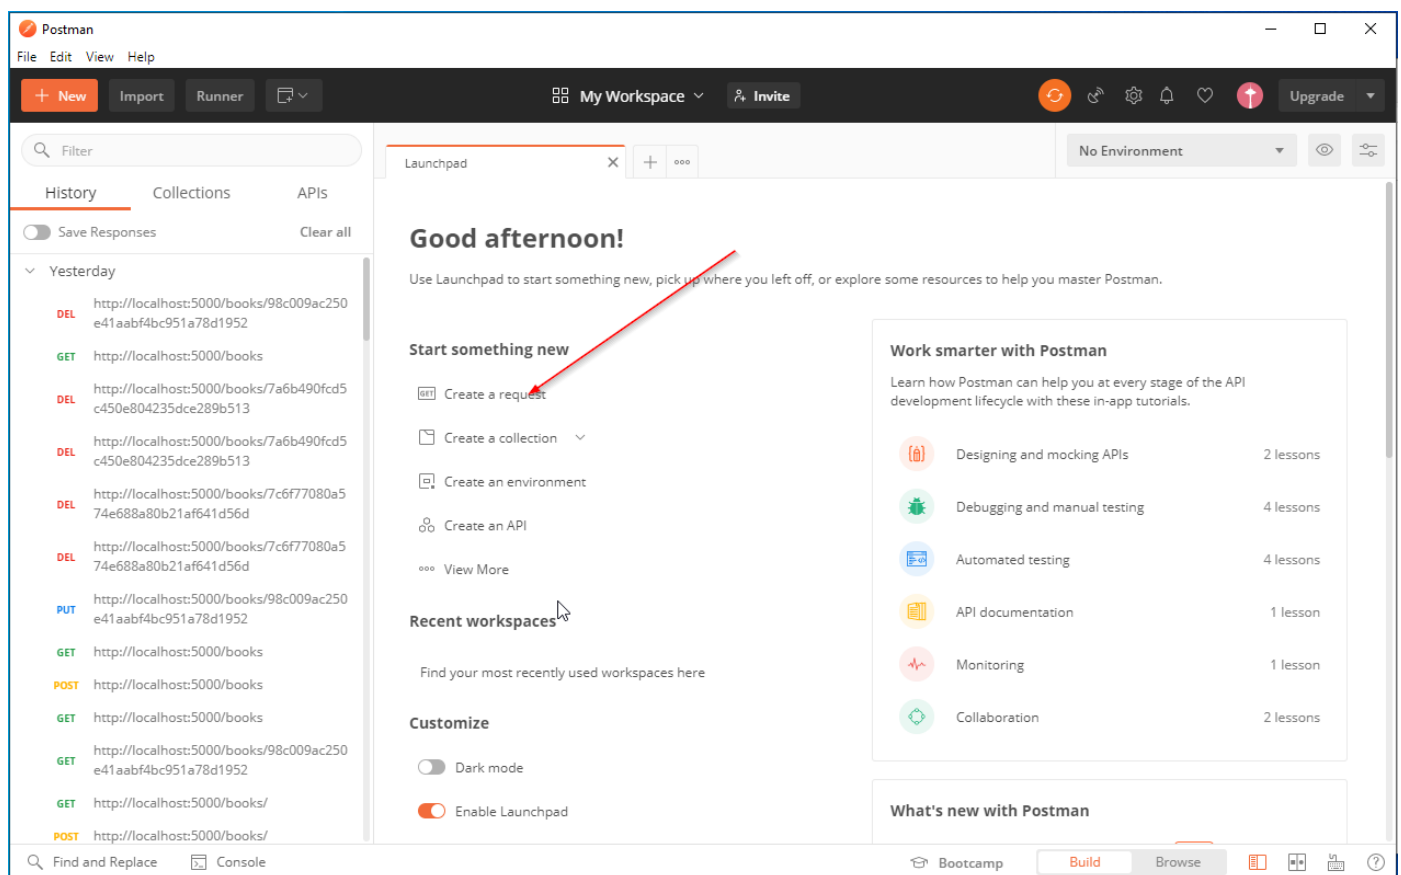 Postman
File Edit View Help
+ New Import Runner My Workspace Invite Upgrade
Filter
History Collections APIs
Save Responses Clear all
Yesterday
DEL http://localhost:5000/books/98c009ac250
e41aabf4bc951a78d1952
GET http://localhost:5000/books
DEL http://localhost:5000/books/7a6b490fcd5
c450e804235dce289b513
DEL http://localhost:5000/books/7a6b490fcd5
c450e804235dce289b513
DEL http://localhost:5000/books/7c6f77080a5
74e688a80b21af641d56d
DEL http://localhost:5000/books/7c6f77080a5
74e688a80b21af641d56d
PUT http://localhost:5000/books/98c009ac250
e41aabf4bc951a78d1952
GET http://localhost:5000/books
POST http://localhost:5000/books
GET http://localhost:5000/books
GET http://localhost:5000/books/98c009ac250
e41aabf4bc951a78d1952
GET http://localhost:5000/books/
POST http://localhost:5000/books/
Launchpad
No Environment
Good afternoon!
Use Launchpad to start something new, pick up where you left off, or explore some resources to help you master Postman.
Start something new
GET Create a request
Create a collection
Create an environment
Create an API
View More
Recent workspaces
Find your most recently used workspaces here
Customize
Dark mode
Enable Launchpad
Work smarter with Postman
Learn how Postman can help you at every stage of the API
development lifecycle with these in-app tutorials.
Designing and mocking APIs 2 lessons
Debugging and manual testing 4 lessons
Automated testing 4 lessons
API documentation 1 lesson
Monitoring 1 lesson
Collaboration 2 lessons
What's new with Postman
Find and Replace Console Bootcamp Build Browse